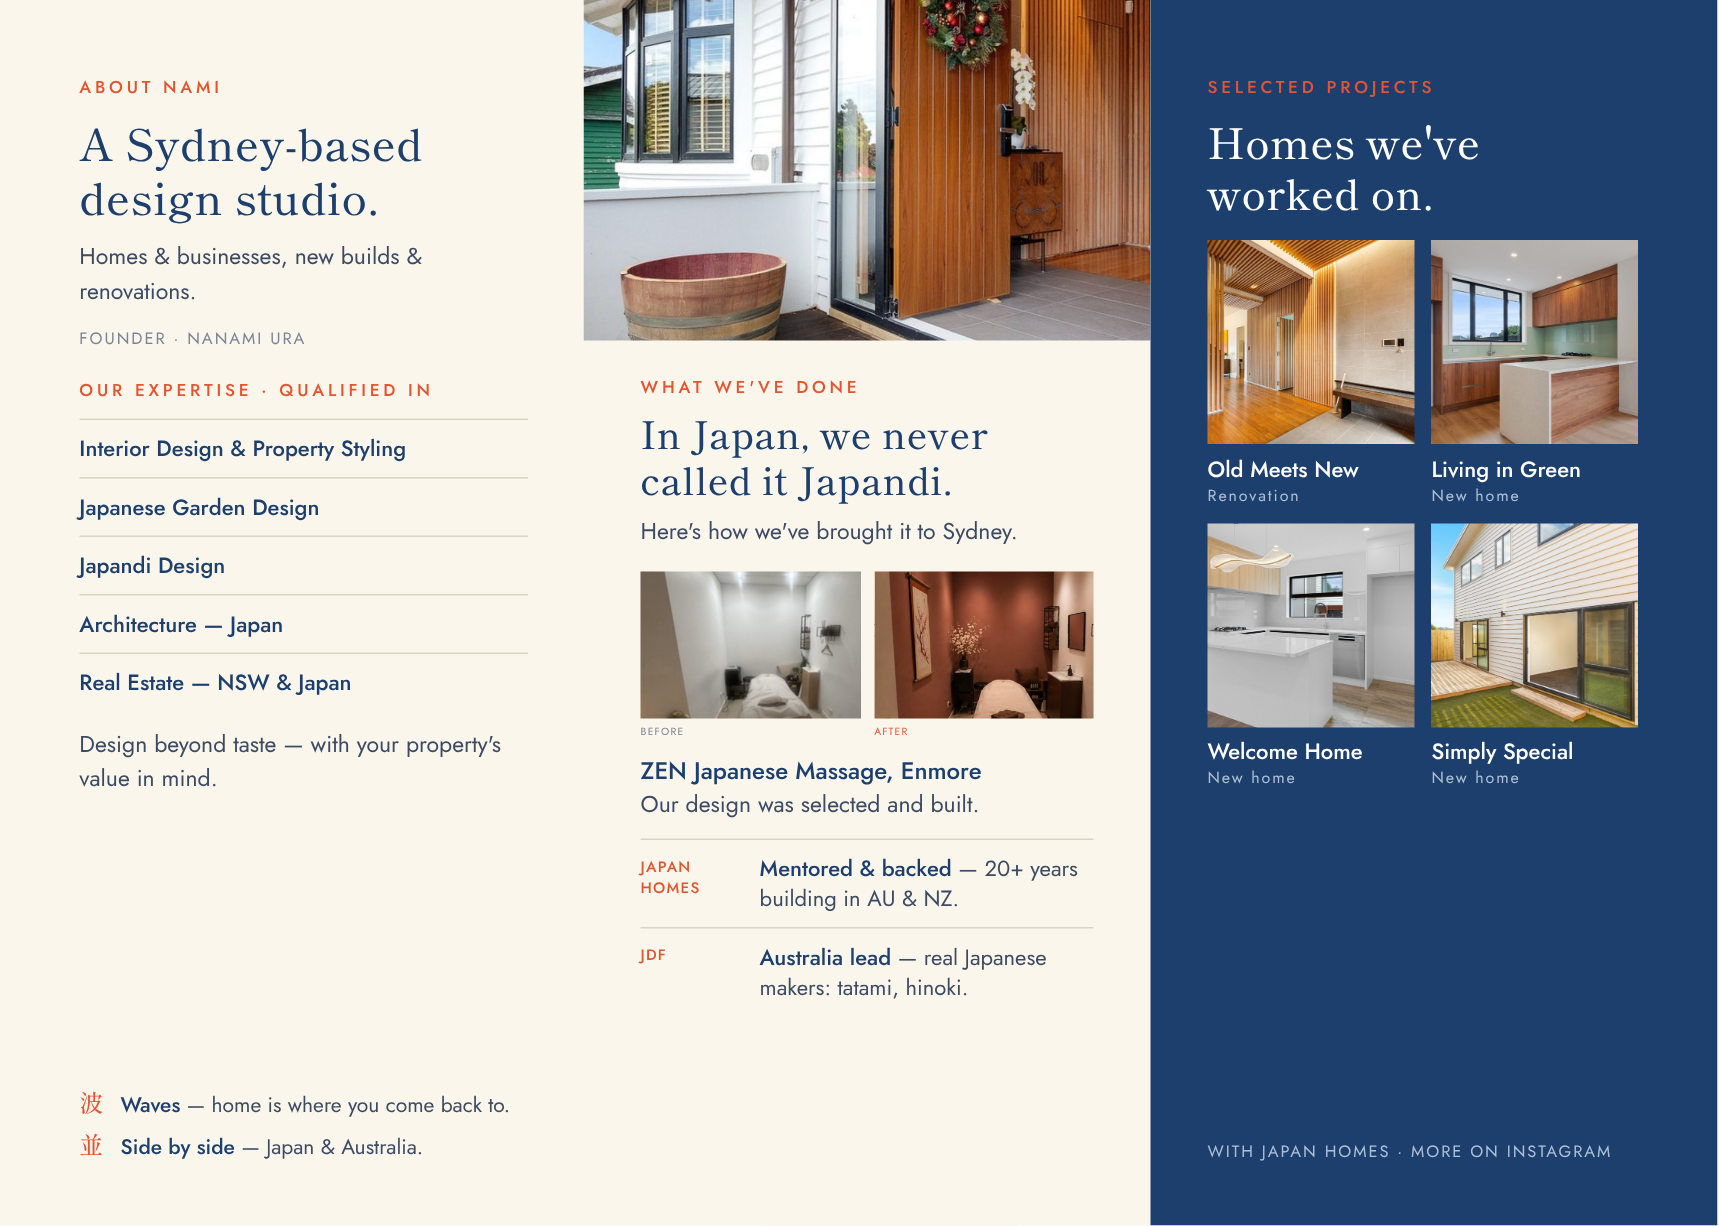 ABOUT NAMI
A Sydney-based
design studio.
Homes & businesses, new builds &
renovations.
FOUNDER · NANAMI URA
OUR EXPERTISE · QUALIFIED IN
Interior Design & Property Styling
Japanese Garden Design
Japandi Design
Architecture — Japan
Real Estate — NSW & Japan
Design beyond taste — with your property's
value in mind.
波 Waves — home is where you come back to.
並 Side by side — Japan & Australia.
WHAT WE'VE DONE
In Japan, we never
called it Japandi.
Here's how we've brought it to Sydney.
BEFORE
AFTER
ZEN Japanese Massage, Enmore
Our design was selected and built.
JAPAN
HOMES
Mentored & backed — 20+ years
building in AU & NZ.
JDF
Australia lead — real Japanese
makers: tatami, hinoki.
SELECTED PROJECTS
Homes we've
worked on.
Old Meets New
Renovation
Living in Green
New home
Welcome Home
New home
Simply Special
New home
WITH JAPAN HOMES · MORE ON INSTAGRAM